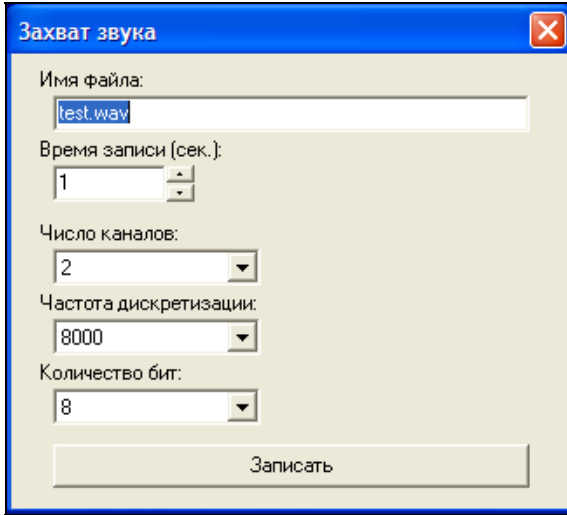 Захват звука
Имя файла:
test.wav
Время записи (сек.):
1
Число каналов:
2
Частота дискретизации:
8000
Количество бит:
8
Записать